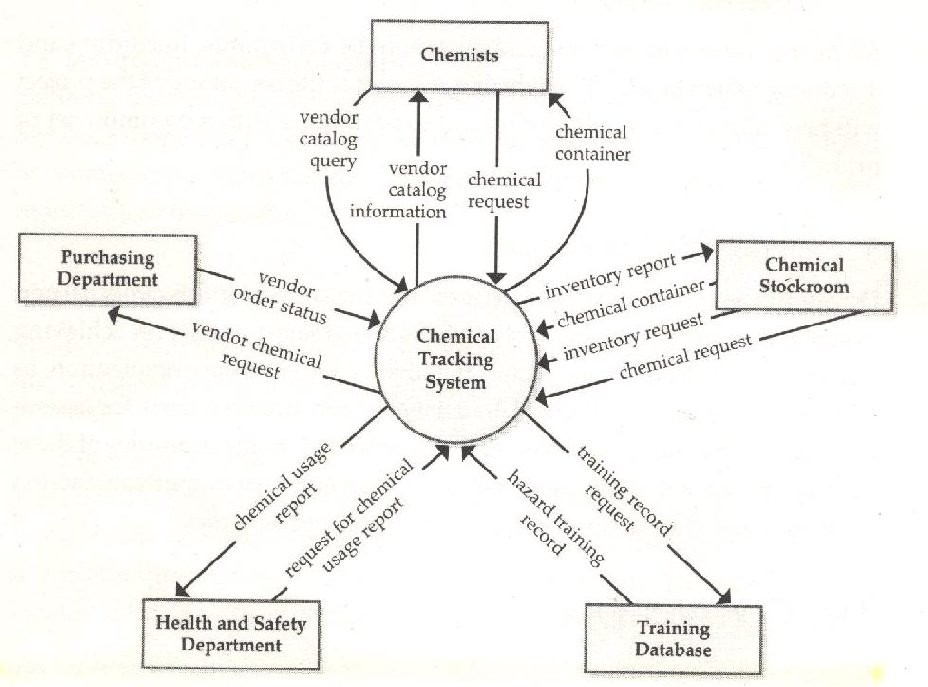 Chemists
vendor
catalog
query
vendor
catalog
information
chemical
request
chemical
container
Purchasing
Department
vendor
order status
vendor chemical
request
Chemical
Tracking
System
inventory report
chemical container
inventory request
chemical request
Chemical
Stockroom
chemical usage
report
request for chemical
usage report
hazard training
record
training record
request
Health and Safety
Department
Training
Database